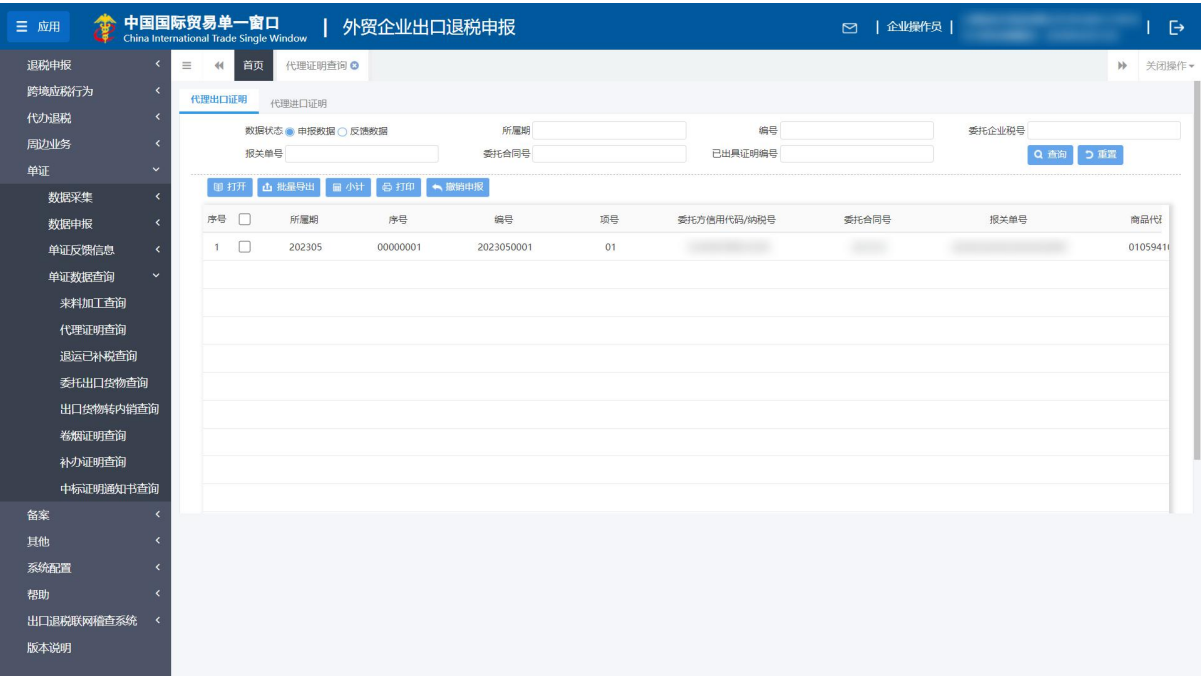 应用
中国国际贸易单一窗口
China International Trade Single Window
外贸企业出口退税申报
企业操作员
退税申报
跨境应税行为
代办退税
周边业务
单证
数据采集
数据申报
单证反馈信息
单证数据查询
来料加工查询
代理证明查询
退运已补税查询
委托出口货物查询
出口货物转内销查询
卷烟证明查询
补办证明查询
中标证明通知书查询
备案
其他
系统配置
帮助
出口退税联网稽查系统
版本说明
首页 代理证明查询 关闭操作
代理出口证明 代理进口证明
数据状态 申报数据 反馈数据 所属期 编号 委托企业税号
报关单号 委托合同号 已出具证明编号 查询 重置
打开 批量导出 小计 打印 撤销申报
序号 所属期 序号 编号 项号 委托方信用代码/纳税号 委托合同号 报关单号 商品代码
1 202305 00000001 2023050001 01 01059410